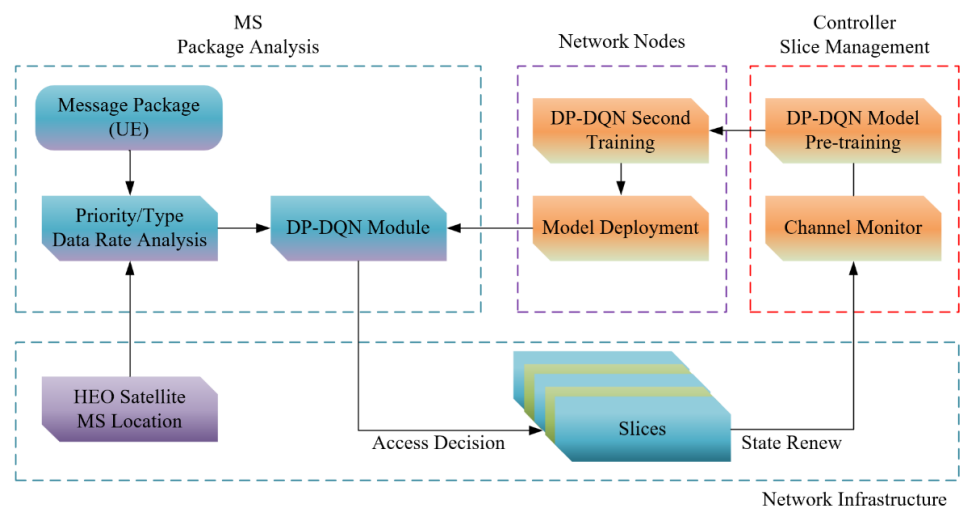 MS
Package Analysis
Network Nodes
Controller
Slice Management
Message Package
(UE)
DP-DQN Second
Training
DP-DQN Model
Pre-training
Priority/Type
Data Rate Analysis
DP-DQN Module
Model Deployment
Channel Monitor
HEO Satellite
MS Location
Access Decision
Slices
State Renew
Network Infrastructure